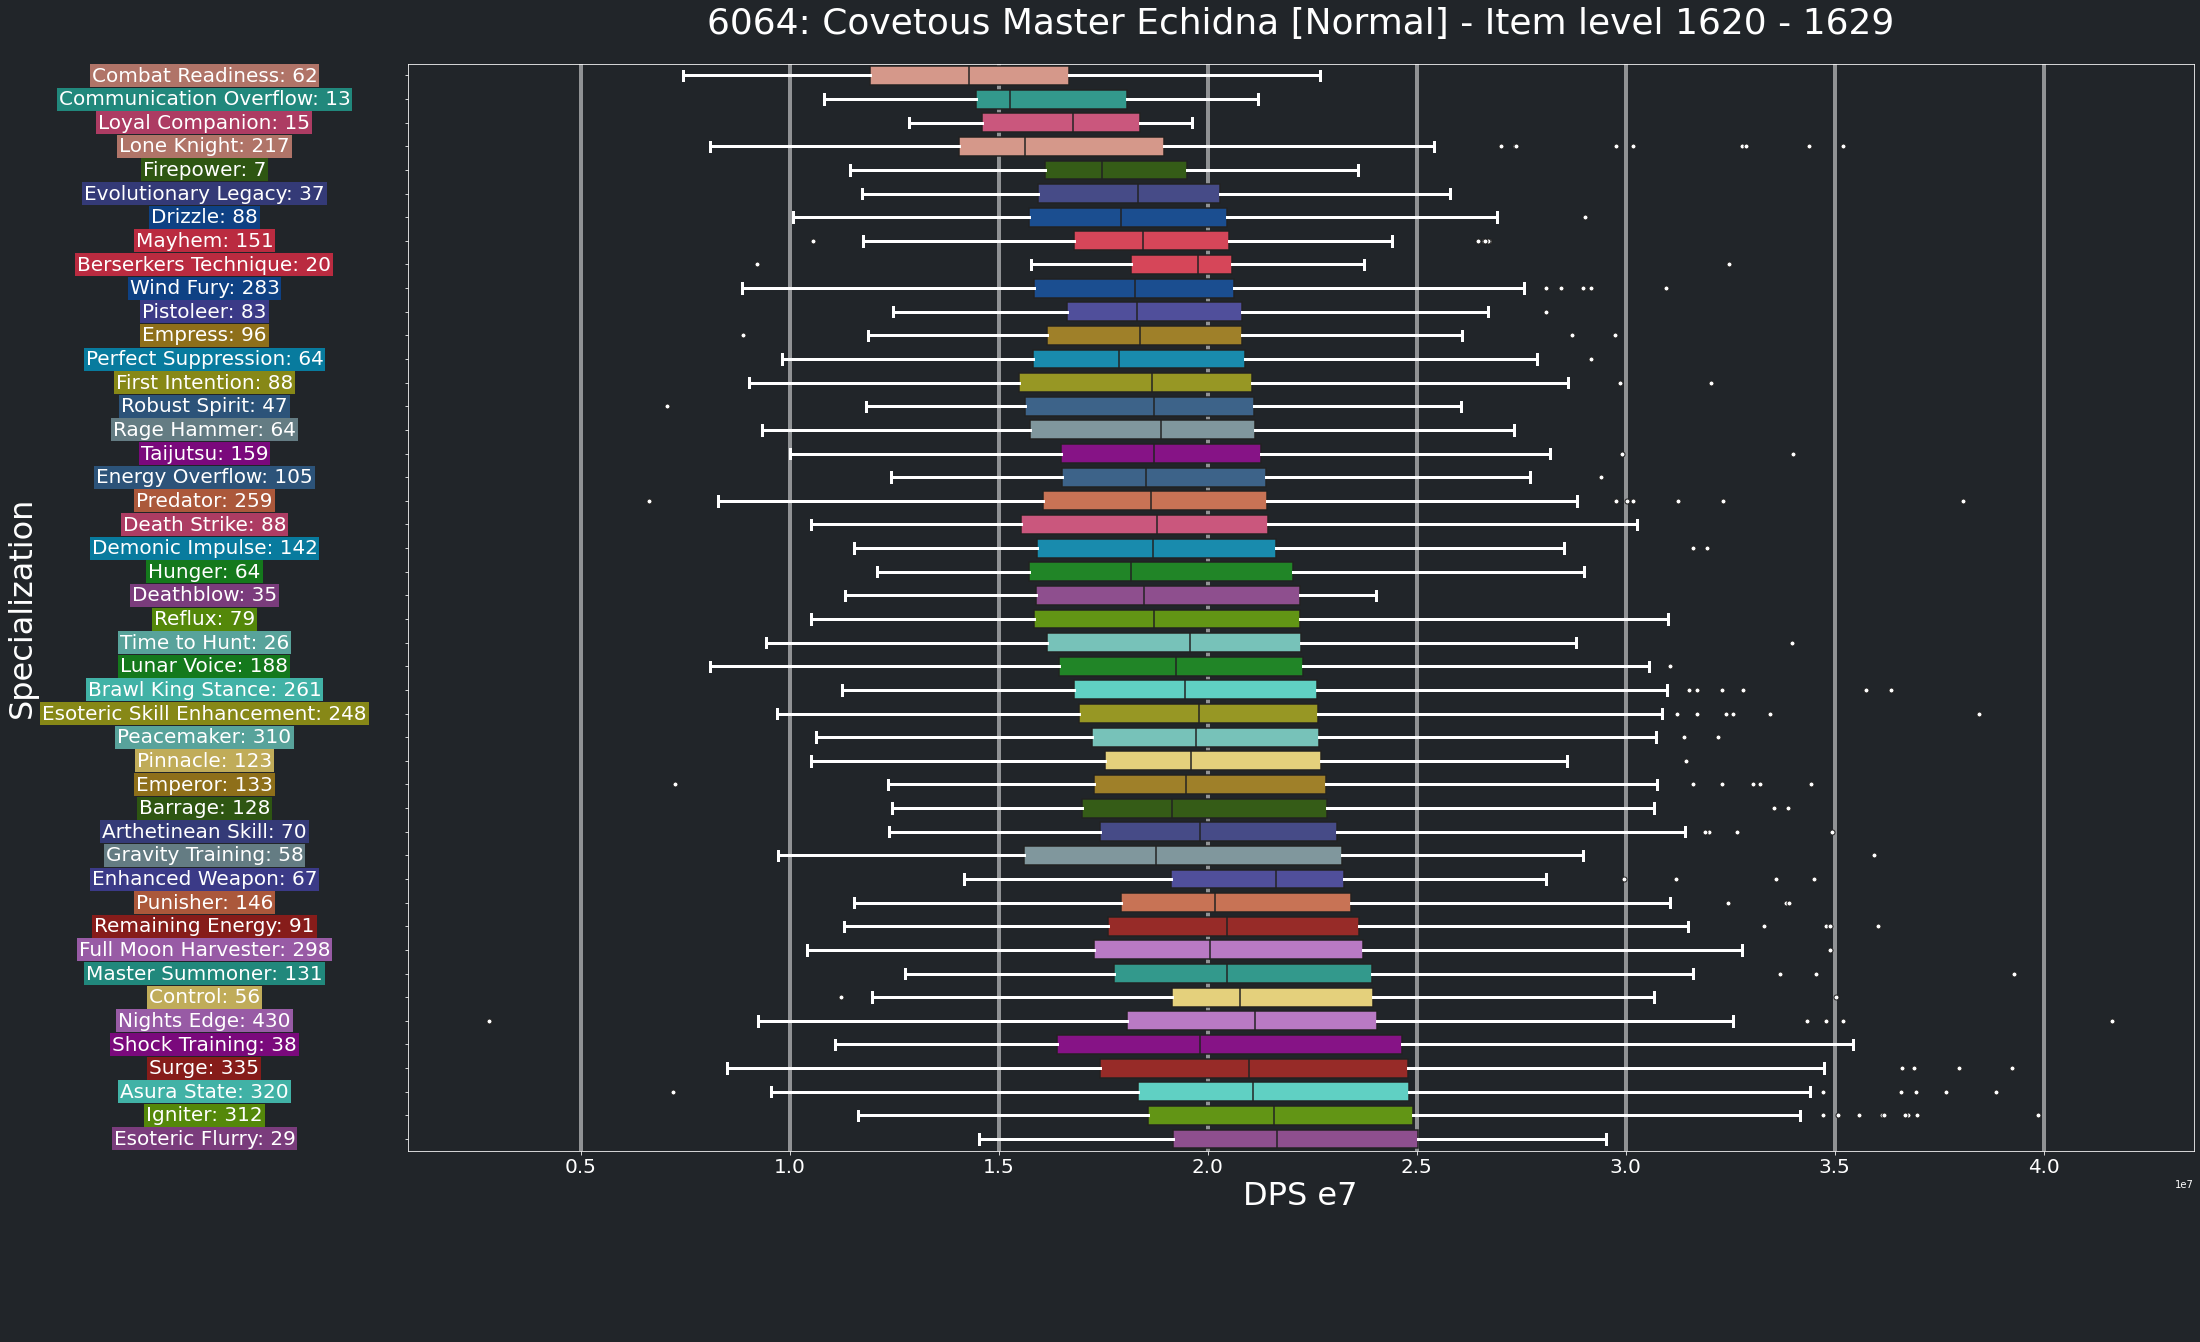 6064: Covetous Master Echidna [Normal] - Item level 1620 - 1629
Specialization
Combat Readiness: 62
Communication Overflow: 13
Loyal Companion: 15
Lone Knight: 217
Firepower: 7
Evolutionary Legacy: 37
Drizzle: 88
Mayhem: 151
Berserkers Technique: 20
Wind Fury: 283
Pistoleer: 83
Empress: 96
Perfect Suppression: 64
First Intention: 88
Robust Spirit: 47
Rage Hammer: 64
Taijutsu: 159
Energy Overflow: 105
Predator: 259
Death Strike: 88
Demonic Impulse: 142
Hunger: 64
Deathblow: 35
Reflux: 79
Time to Hunt: 26
Lunar Voice: 188
Brawl King Stance: 261
Esoteric Skill Enhancement: 248
Peacemaker: 310
Pinnacle: 123
Emperor: 133
Barrage: 128
Arthetinean Skill: 70
Gravity Training: 58
Enhanced Weapon: 67
Punisher: 146
Remaining Energy: 91
Full Moon Harvester: 298
Master Summoner: 131
Control: 56
Nights Edge: 430
Shock Training: 38
Surge: 335
Asura State: 320
Igniter: 312
Esoteric Flurry: 29
0.5 1.0 1.5 2.0 2.5 3.0 3.5 4.0
1e7
DPS e7